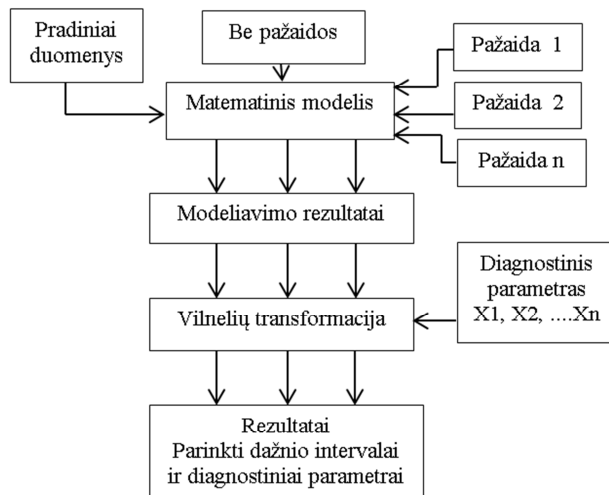 Pradiniai
duomenys
Be pažaidos
Pažaida 1
Matematinis modelis
Pažaida 2
Pažaida n
Modeliavimo rezultatai
Diagnostinis
parametras
X1, X2, ....Xn
Vilnelių transformacija
Rezultatai
Parinkti dažnio intervalai
ir diagnostiniai parametrai